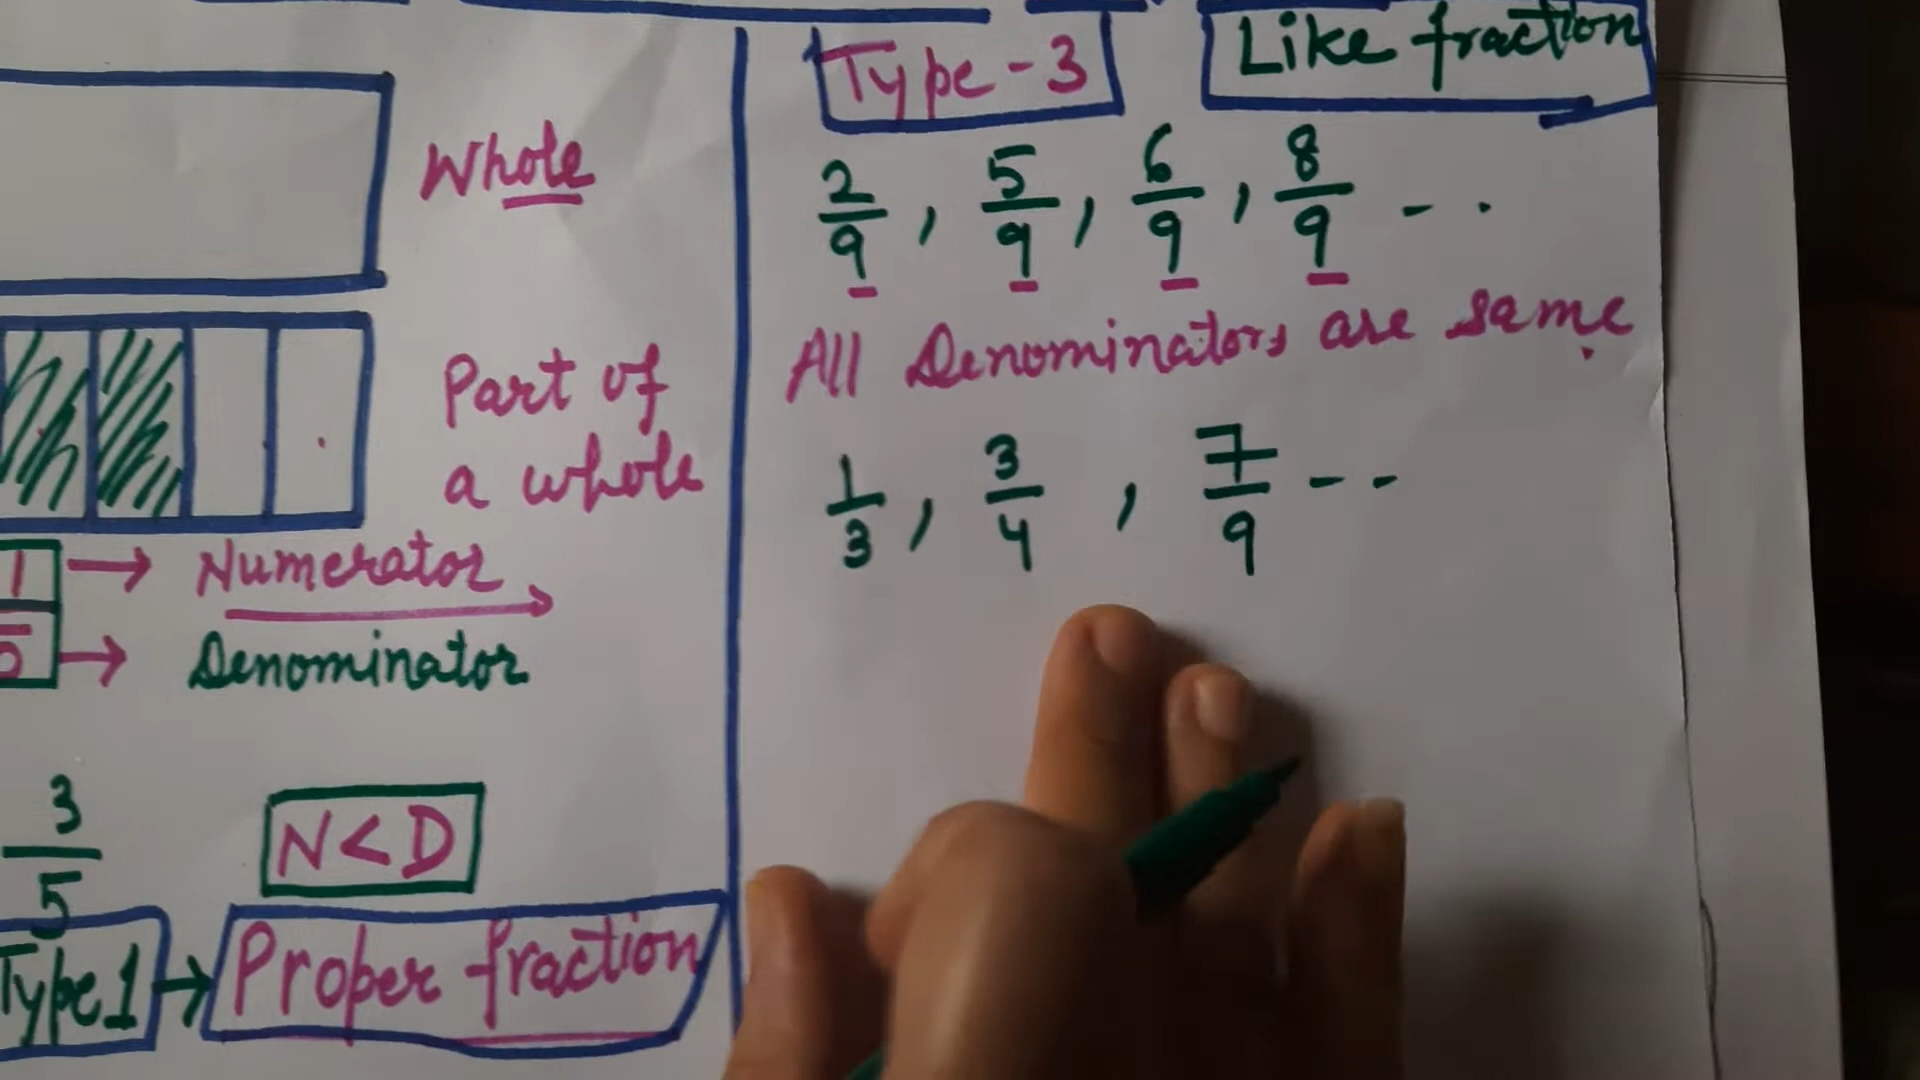 Whole
Part of
a whole
1 → Numerator
→ Denominator
3/5
N<D
Type 1 → Proper fraction
Type-3
Like fraction
2/9, 5/9, 6/9, 8/9 - .
All Denominators are same
1/3, 3/4, 7/9 - -